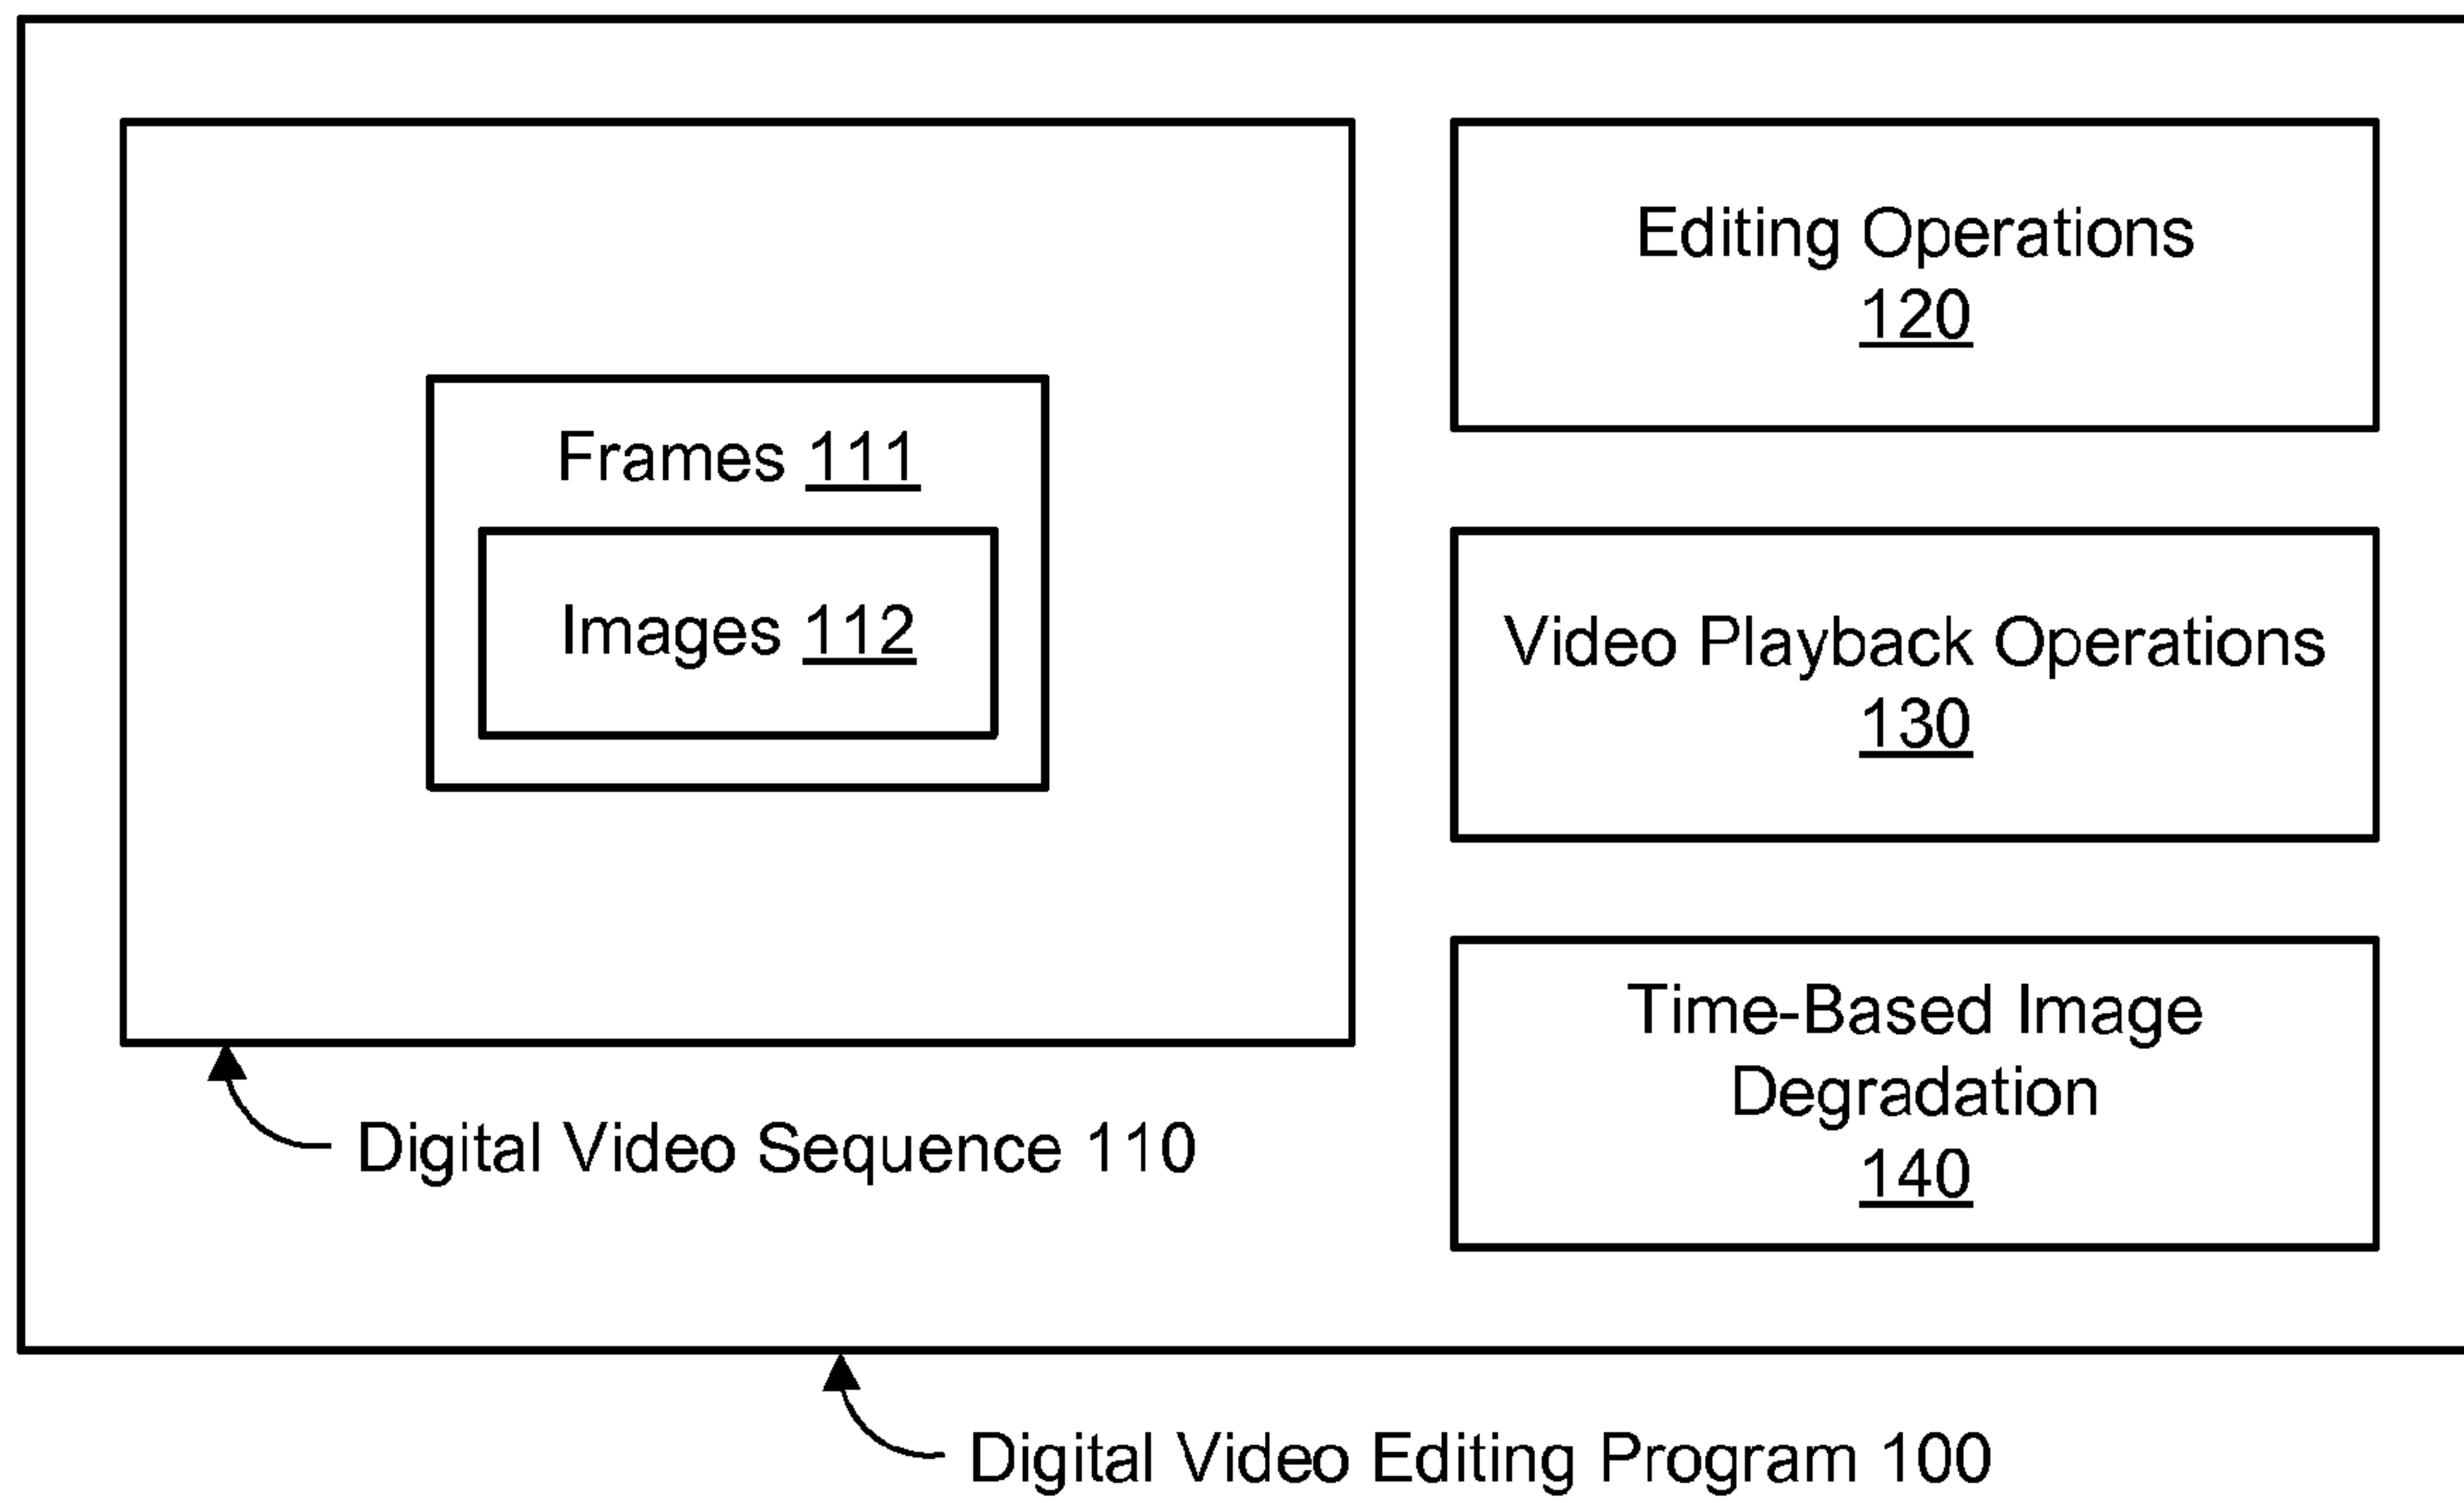 Frames 111
Images 112
Digital Video Sequence 110
Editing Operations
120
Video Playback Operations
130
Time-Based Image
Degradation
140
Digital Video Editing Program 100